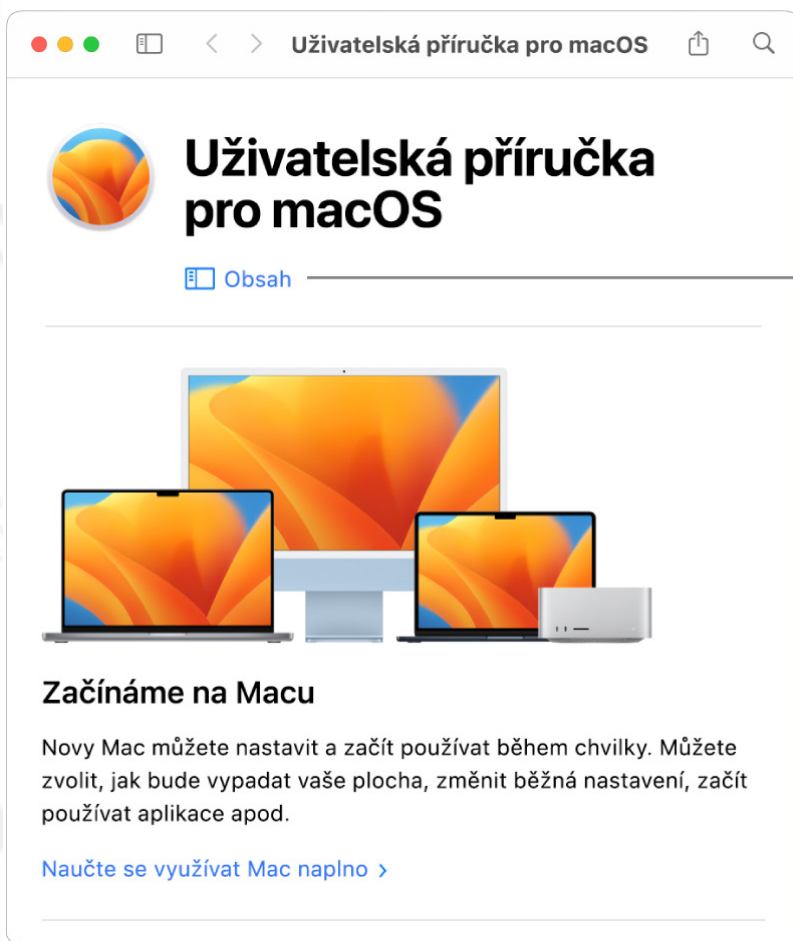 Uživatelská příručka pro macOS
Uživatelská příručka
pro macOS
Obsah
Začínáme na Macu
Novy Mac můžete nastavit a začít používat během chvilky. Můžete
zvolit, jak bude vypadat vaše plocha, změnit běžná nastavení, začít
používat aplikace apod.
Naučte se využívat Mac naplno >